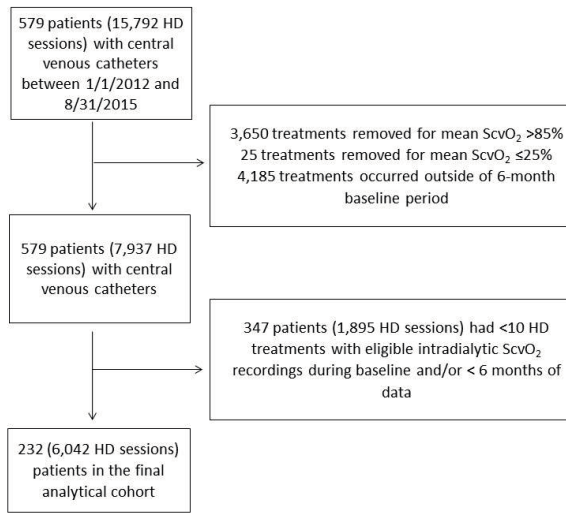 579 patients (15,792 HD
sessions) with central
venous catheters
between 1/1/2012 and
8/31/2015
3,650 treatments removed for mean ScvO₂ >85%
25 treatments removed for mean ScvO₂ ≤25%
4,185 treatments occurred outside of 6-month
baseline period
579 patients (7,937 HD
sessions) with central
venous catheters
347 patients (1,895 HD sessions) had <10 HD
treatments with eligible intradialytic ScvO₂
recordings during baseline and/or < 6 months of
data
232 (6,042 HD sessions)
patients in the final
analytical cohort